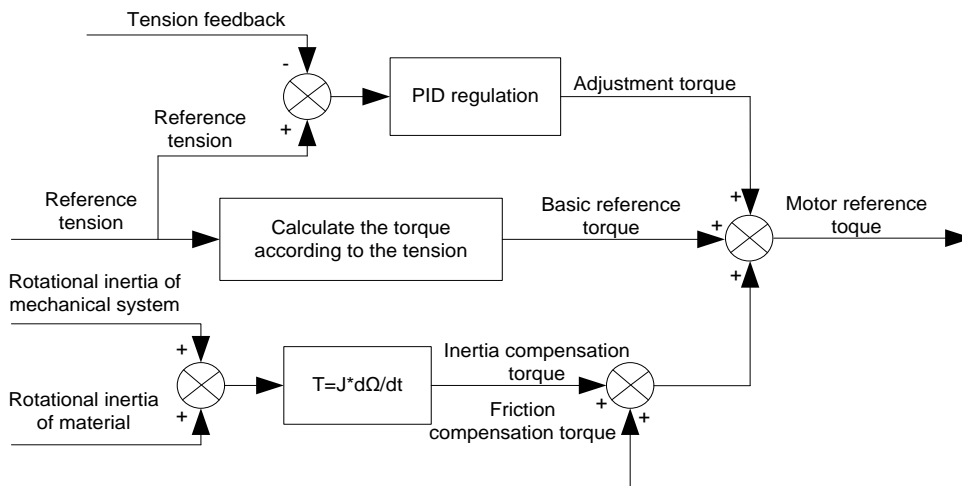 Tension feedback
-
PID regulation
Adjustment torque
+
Reference
tension
Reference
tension
Calculate the torque
according to the tension
Basic reference
torque
+
+
+
Motor reference
toque
Rotational inertia of
mechanical system
+
+
Rotational inertia
of material
T=J*dΩ/dt
Inertia compensation
torque
+
+
Friction
compensation torque